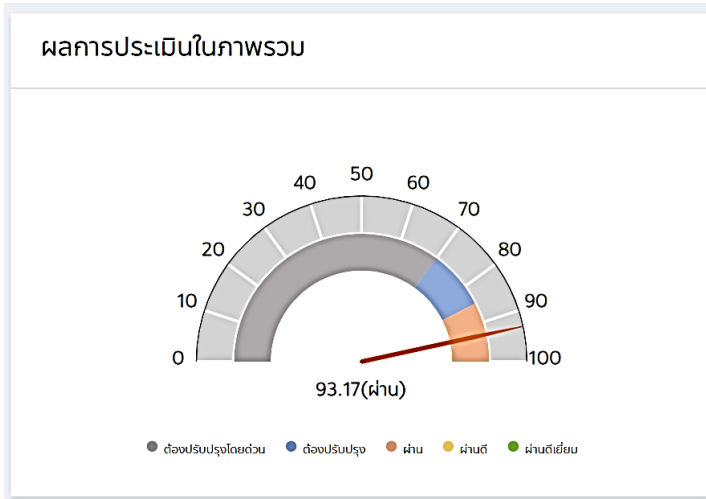 ผลการประเมินในภาพรวม
50
40 60
30 70
20 80
10 90
0 100
93.17(ผ่าน)
ต้องปรับปรุงโดยด่วน ต้องปรับปรุง ผ่าน ผ่านดี ผ่านดีเยี่ยม